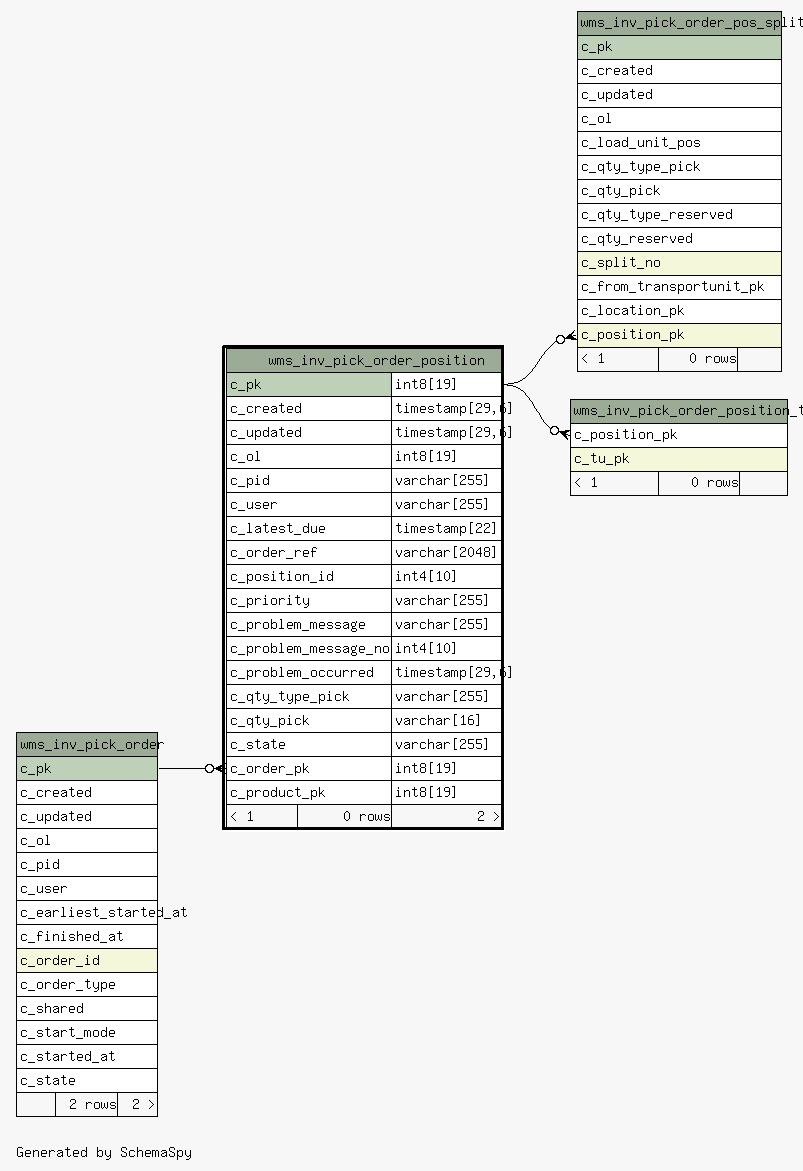 wms_inv_pick_order_pos_split
c_pk
c_created
c_updated
c_ol
c_load_unit_pos
c_qty_type_pick
c_qty_pick
c_qty_type_reserved
c_qty_reserved
c_split_no
c_from_transportunit_pk
c_location_pk
c_position_pk
< 1 0 rows
wms_inv_pick_order_position_t
c_position_pk
c_tu_pk
< 1 0 rows
wms_inv_pick_order_position
c_pk int8[19]
c_created timestamp[29,6]
c_updated timestamp[29,6]
c_ol int8[19]
c_pid varchar[255]
c_user varchar[255]
c_latest_due timestamp[22]
c_order_ref varchar[2048]
c_position_id int4[10]
c_priority varchar[255]
c_problem_message varchar[255]
c_problem_message_no int4[10]
c_problem_occurred timestamp[29,6]
c_qty_type_pick varchar[255]
c_qty_pick varchar[16]
c_state varchar[255]
c_order_pk int8[19]
c_product_pk int8[19]
< 1 0 rows 2 >
wms_inv_pick_order
c_pk
c_created
c_updated
c_ol
c_pid
c_user
c_earliest_started_at
c_finished_at
c_order_id
c_order_type
c_shared
c_start_mode
c_started_at
c_state
2 rows 2 >
Generated by SchemaSpy